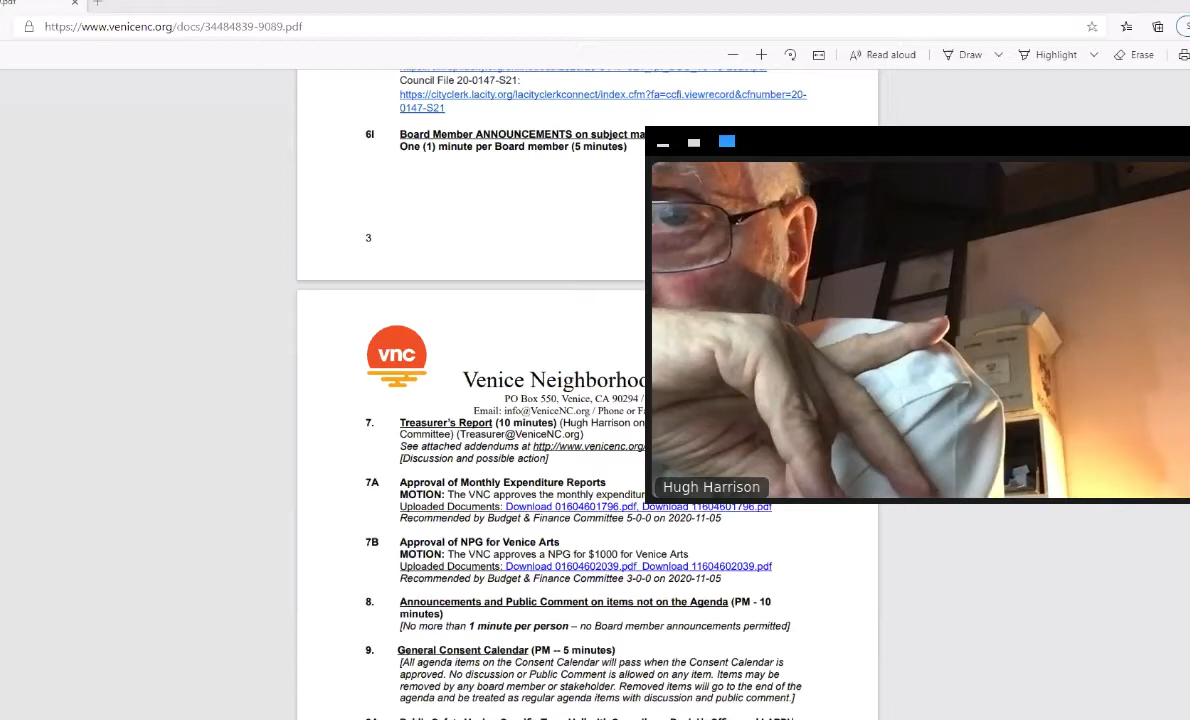 https://www.venicenc.org/docs/34484839-9089.pdf
Read aloud
Draw
Highlight
Erase
Council File 20-0147-S21:
https://cityclerk.lacity.org/lacityclerkconnect/index.cfm?fa=ccfi.viewrecord&cfnumber=20-
0147-S21
6I Board Member ANNOUNCEMENTS on subject
One (1) minute per Board member (5 minutes)
3
vnc
Venice
PO Box 550, Venice, CA 90294 /
Email: info@VeniceNC.org / Phone or
7. Treasurer's Report (10 minutes) (Hugh Harrison on
Committee) (Treasurer@VeniceNC.org)
See attached addendums at http://www.venicenc.org/
[Discussion and possible action]
7A Approval of Monthly Expenditure Reports
MOTION: The VNC approves the monthly
Uploaded Documents: Download 01604601796.pdf, Download 11604601796.pdf
Recommended by Budget & Finance Committee 5-0-0 on 2020-11-05
7B Approval of NPG for Venice Arts
MOTION: The VNC approves a NPG for $1000 for Venice Arts
Uploaded Documents: Download 01604602039.pdf Download 11604602039.pdf
Recommended by Budget & Finance Committee 3-0-0 on 2020-11-05
8. Announcements and Public Comment on items not on the Agenda (PM - 10
minutes)
[No more than 1 minute per person – no Board member announcements permitted]
9. General Consent Calendar (PM -- 5 minutes)
[All agenda items on the Consent Calendar will pass when the Consent Calendar is
approved. No discussion or Public Comment is allowed on any item. Items may be
removed by any board member or stakeholder. Removed items will go to the end of the
agenda and be treated as regular agenda items with discussion and public comment.]
Hugh Harrison